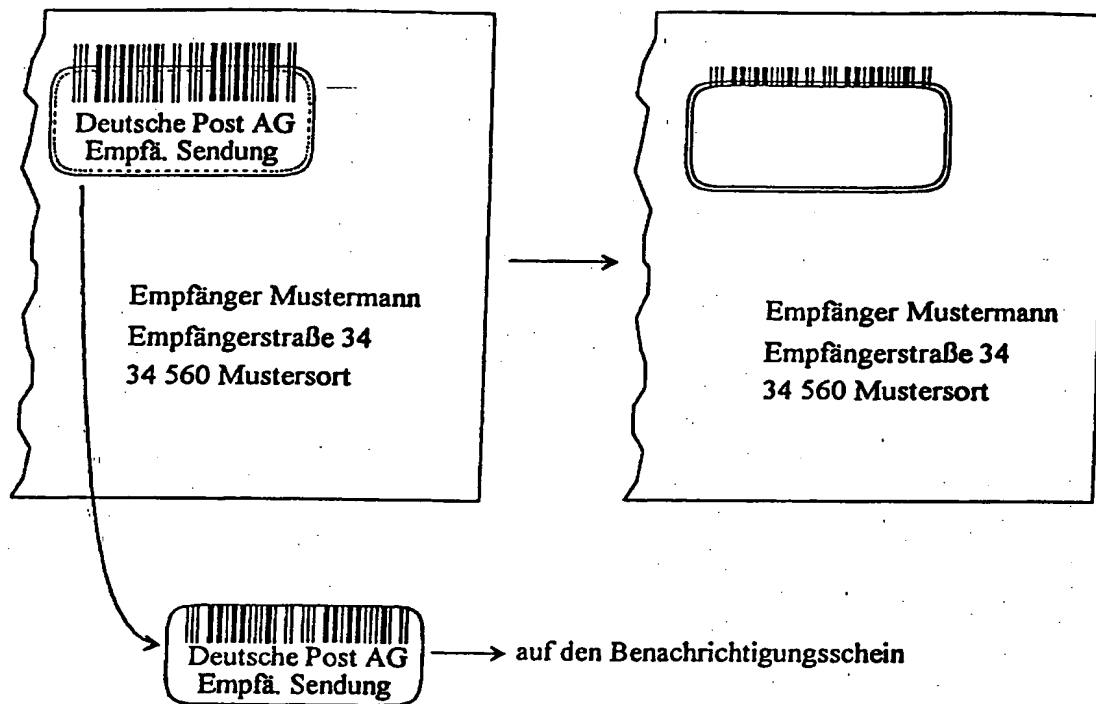 Deutsche Post AG
Empfä. Sendung
Empfänger Mustermann
Empfängerstraße 34
34 560 Mustersort
Empfänger Mustermann
Empfängerstraße 34
34 560 Mustersort
Deutsche Post AG
Empfä. Sendung
auf den Benachrichtigungsschein